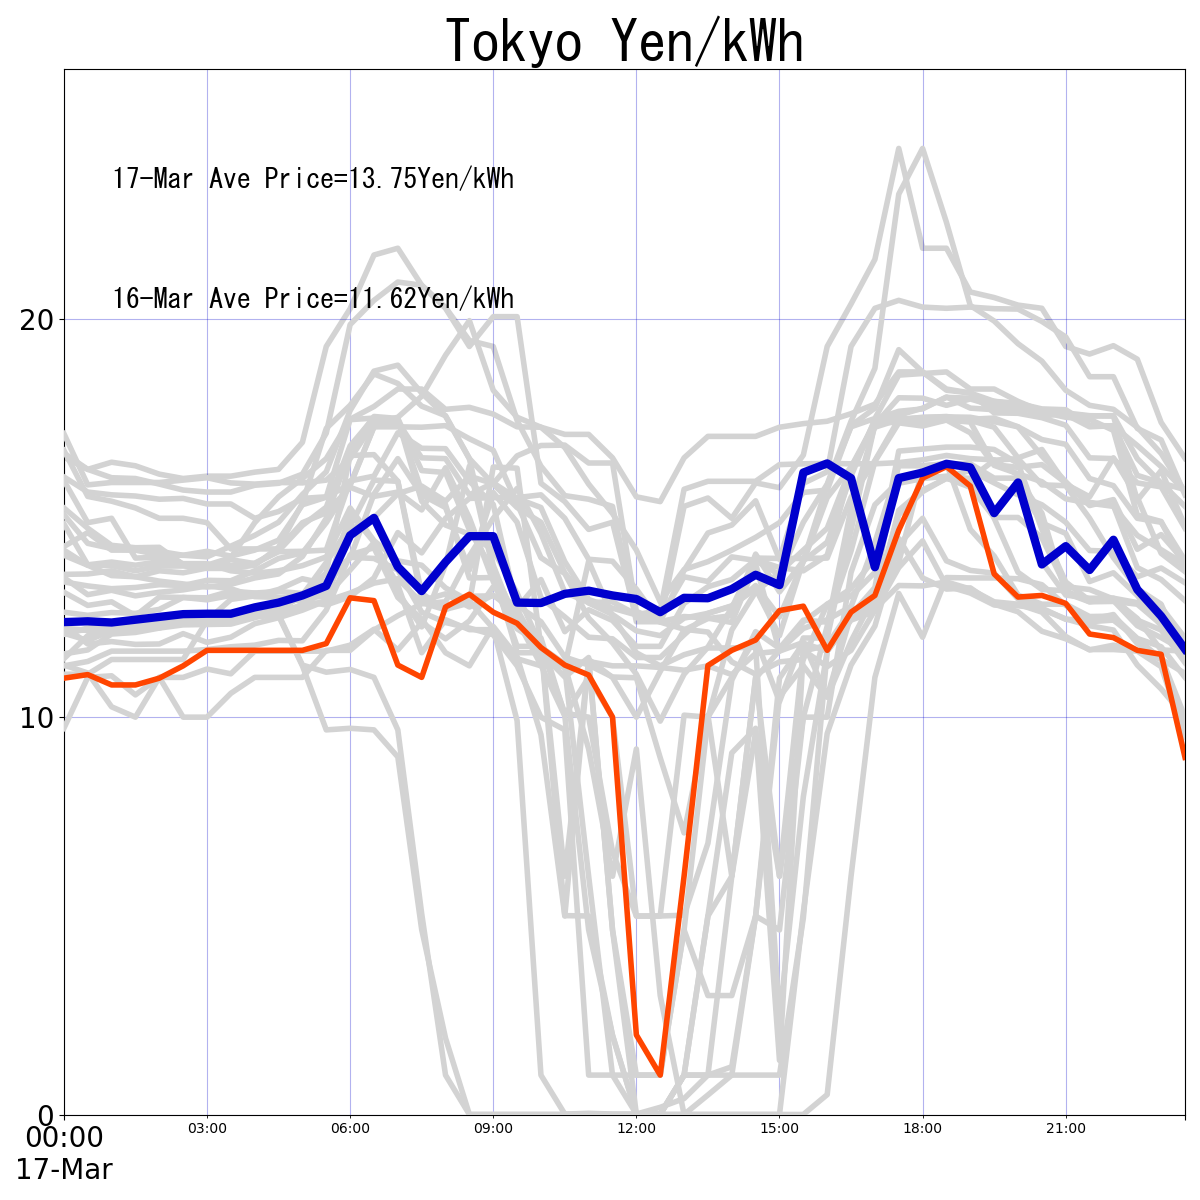 Tokyo Yen/kWh
17-Mar Ave Price=13.75Yen/kWh
16-Mar Ave Price=11.62Yen/kWh
20
10
0
00:00 03:00 06:00 09:00 12:00 15:00 18:00 21:00
17-Mar